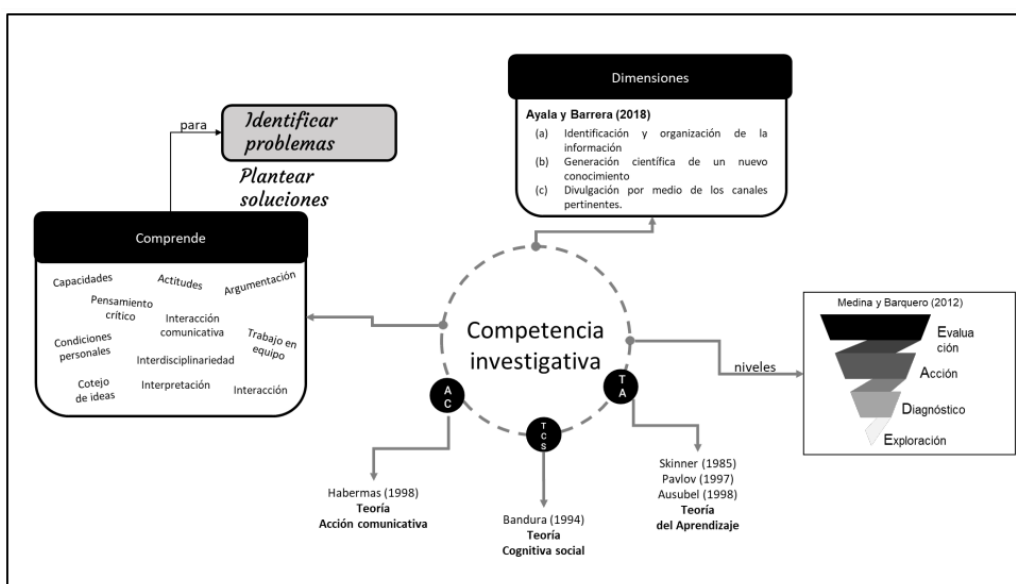 Dimensiones
Ayala y Barrera (2018)
(a) Identificación y organización de la
información
(b) Generación científica de un nuevo
conocimiento
(c) Divulgación por medio de los canales
pertinentes.
para
Identificar
problemas
Plantear
soluciones
Comprende
Capacidades
Actitudes
Argumentación
Pensamiento
crítico
Interacción
comunicativa
Condiciones
personales
Trabajo en
equipo
Interdisciplinariedad
Cotejo
de ideas
Interpretación
Interacción
Competencia
investigativa
niveles
Medina y Barquero (2012)
Evalua
ción
Acción
Diagnóstico
Exploración
A
C
T
C
S
T
A
Habermas (1998)
Teoría
Acción comunicativa
Bandura (1994)
Teoría
Cognitiva social
Skinner (1985)
Pavlov (1997)
Ausubel (1998)
Teoría
del Aprendizaje